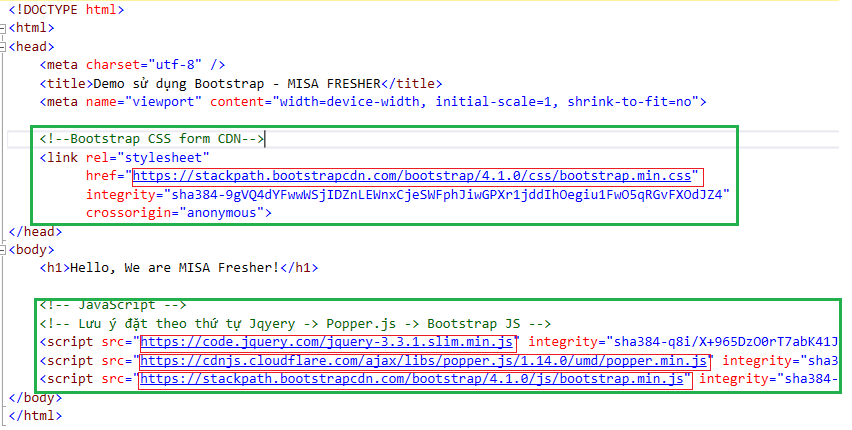 <!DOCTYPE html>
<html>
<head>
<meta charset="utf-8" />
<title>Demo sử dụng Bootstrap - MISA FRESHER</title>
<meta name="viewport" content="width=device-width, initial-scale=1, shrink-to-fit=no">
<!--Bootstrap CSS form CDN-->
<link rel="stylesheet"
href="https://stackpath.bootstrapcdn.com/bootstrap/4.1.0/css/bootstrap.min.css"
integrity="sha384-9gVQ4dYFwwWSjIDZnLEWnxCjeSWFphJiwGPXr1jddIhOegiu1FwO5qRGvFXOdJZ4"
crossorigin="anonymous">
</head>
<body>
<h1>Hello, We are MISA Fresher!</h1>
<!-- JavaScript -->
<!-- Lưu ý đặt theo thứ tự Jqyery -> Popper.js -> Bootstrap JS -->
<script src="https://code.jquery.com/jquery-3.3.1.slim.min.js" integrity="sha384-q8i/X+965DzO0rT7abK41J
<script src="https://cdnjs.cloudflare.com/ajax/libs/popper.js/1.14.0/umd/popper.min.js" integrity="sha3
<script src="https://stackpath.bootstrapcdn.com/bootstrap/4.1.0/js/bootstrap.min.js" integrity="sha384-
</body>
</html>